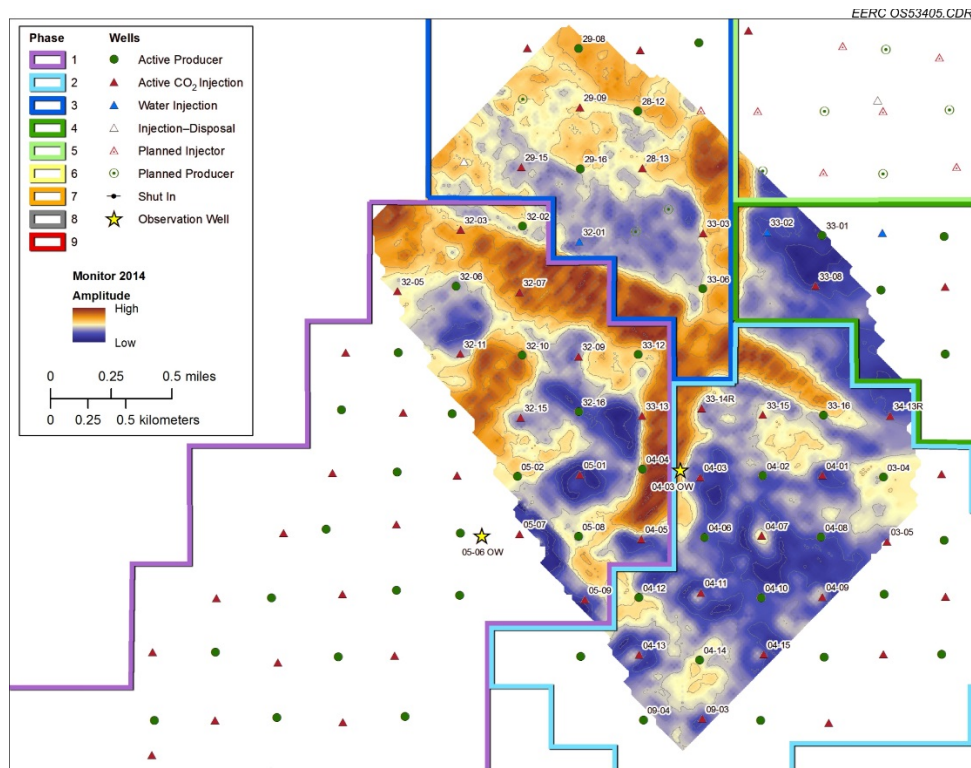 EERC OS53405.CDR
Phase
Wells
1
Active Producer
2
Active CO2 Injection
3
Water Injection
4
Injection–Disposal
5
Planned Injector
6
Planned Producer
7
Shut In
8
Observation Well
9
Monitor 2014
Amplitude
High
Low
0 0.25 0.5 miles
0 0.25 0.5 kilometers
29-08
29-09
28-12
29-15
29-16
28-13
32-03
32-02
32-01
33-03
33-02
33-01
32-05
32-06
32-07
33-06
33-08
32-11
32-10
32-09
33-12
32-15
32-16
33-13
33-14R
33-15
33-16
34-13R
05-02
05-01
04-04
04-03
04-02
04-01
03-04
04-03 OW
05-07
05-08
04-05
04-06
04-07
04-08
03-05
05-06 OW
05-09
04-12
04-11
04-10
04-09
04-13
04-14
04-15
09-04
09-03